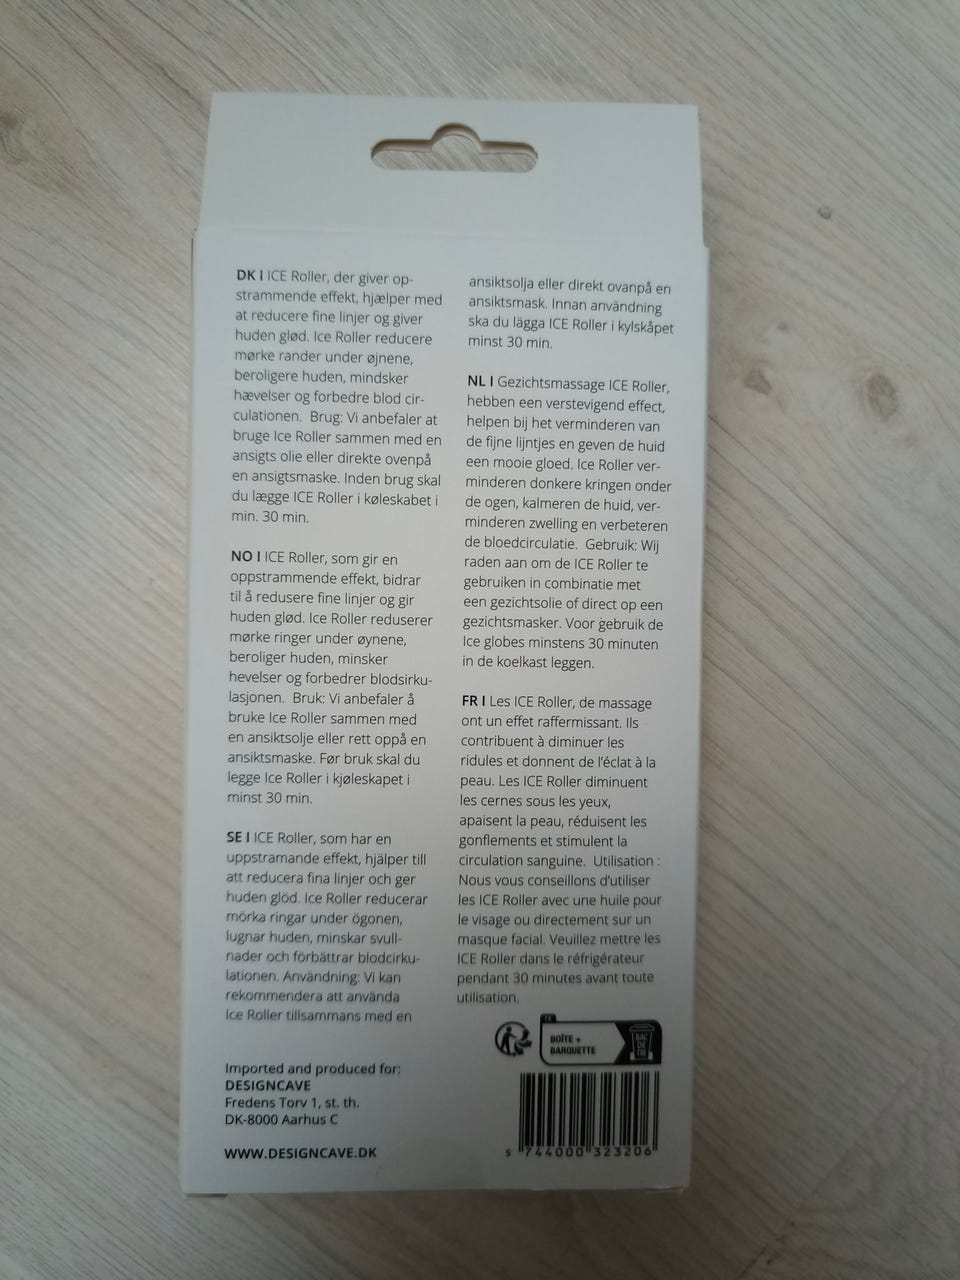 DK I ICE Roller, der giver op-
strammende effekt, hjælper med
at reducere fine linjer og giver
huden glød. Ice Roller reducere
mørke rander under øjnene,
beroligere huden, mindsker
hævelser og forbedre blod cir-
culationen. Brug: Vi anbefaler at
bruge Ice Roller sammen med en
ansigts olie eller direkte ovenpå
en ansigtsmaske. Inden brug skal
du lægge ICE Roller i køleskabet i
min. 30 min.
NO I ICE Roller, som gir en
oppstrammende effekt, bidrar
til å redusere fine linjer og gir
huden glød. Ice Roller reduserer
mørke ringer under øynene,
beroliger huden, minsker
hevelser og forbedrer blodsirku-
lasjonen. Bruk: Vi anbefaler å
bruke Ice Roller sammen med
en ansiktsolje eller rett oppå en
ansiktsmaske. Før bruk skal du
legge Ice Roller i kjøleskapet i
minst 30 min.
SE I ICE Roller, som har en
uppstramande effekt, hjälper till
att reducera fina linjer och ger
huden glöd. Ice Roller reducerar
mörka ringar under ögonen,
lugnar huden, minskar svull-
nader och förbättrar blodcirku-
lationen. Användning: Vi kan
rekommendera att använda
Ice Roller tillsammans med en
ansiktsolja eller direkt ovanpå en
ansiktsmask. Innan användning
ska du lägga ICE Roller i kylskåpet
minst 30 min.
NL I Gezichtsmassage ICE Roller,
hebben een verstevigend effect,
helpen bij het verminderen van
de fijne lijntjes en geven de huid
een mooie gloed. Ice Roller ver-
minderen donkere kringen onder
de ogen, kalmeren de huid, ver-
minderen zwelling en verbeteren
de bloedcirculatie. Gebruik: Wij
raden aan om de ICE Roller te
gebruiken in combinatie met
een gezichtsolie of direct op een
gezichtsmasker. Voor gebruik de
Ice globes minstens 30 minuten
in de koelkast leggen.
FR I Les ICE Roller, de massage
ont un effet raffermissant. Ils
contribuent à diminuer les
ridules et donnent de l'éclat à la
peau. Les ICE Roller diminuent
les cernes sous les yeux,
apaisent la peau, réduisent les
gonflements et stimulent la
circulation sanguine. Utilisation :
Nous vous conseillons d'utiliser
les ICE Roller avec une huile pour
le visage ou directement sur un
masque facial. Veuillez mettre les
ICE Roller dans le réfrigérateur
pendant 30 minutes avant toute
utilisation.
FR
BOÎTE +
BARQUETTE
BAC
DE
TRI
Imported and produced for:
DESIGNCAVE
Fredens Torv 1, st. th.
DK-8000 Aarhus C
WWW.DESIGNCAVE.DK
5 744000 323206